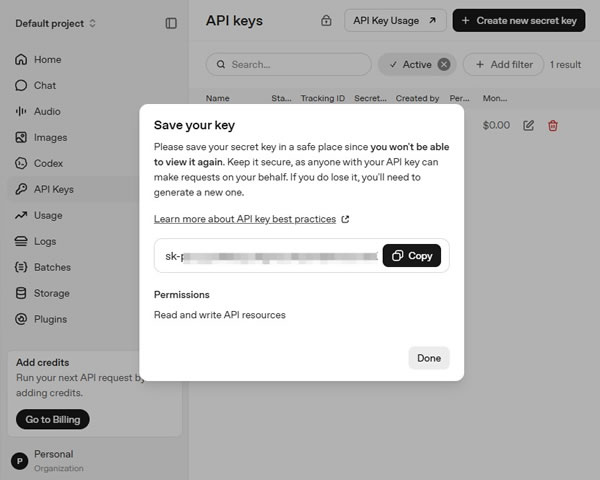 Default project
API keys
API Key Usage
Create new secret key
Home
Chat
Audio
Images
Codex
API Keys
Usage
Logs
Batches
Storage
Plugins
Search...
Active
Add filter
1 result
Name Sta... Tracking ID Secret... Created by Per... Mon...
$0.00
Save your key
Please save your secret key in a safe place since you won't be able
to view it again. Keep it secure, as anyone with your API key can
make requests on your behalf. If you do lose it, you'll need to
generate a new one.
Learn more about API key best practices
sk-
Copy
Permissions
Read and write API resources
Done
Add credits
Run your next API request by
adding credits.
Go to Billing
P
Personal
Organization